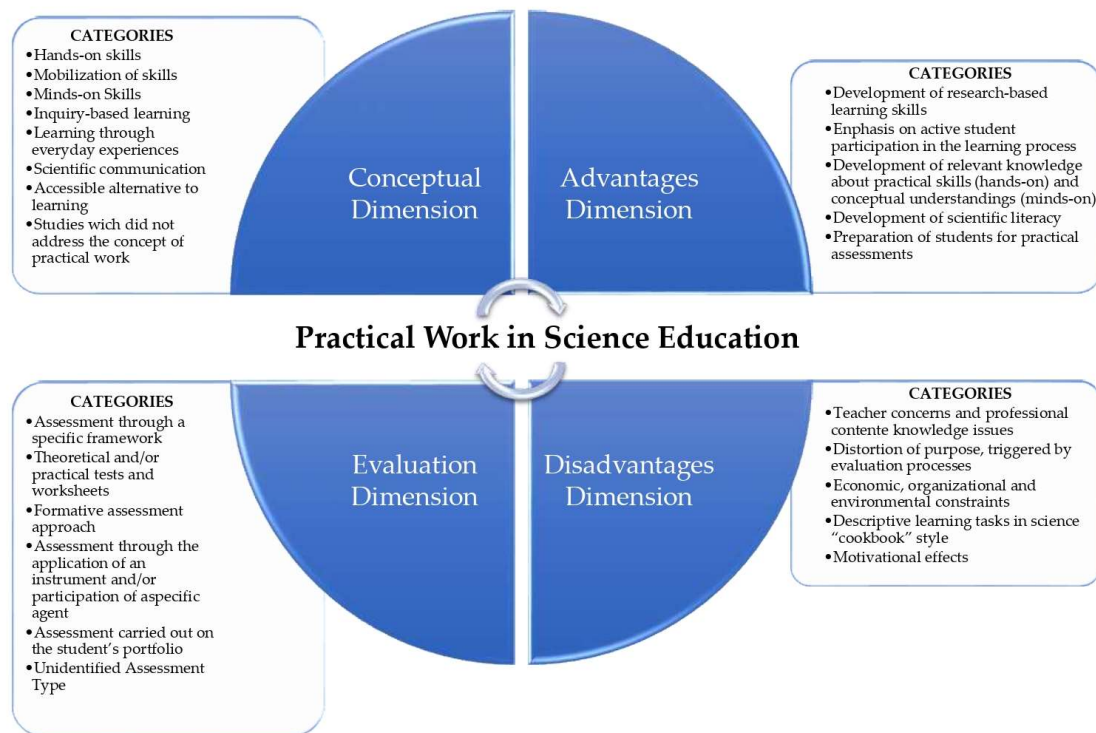 CATEGORIES
•Hands-on skills
•Mobilization of skills
•Minds-on Skills
•Inquiry-based learning
•Learning through
everyday experiences
•Scientific communication
•Accessible alternative to
learning
•Studies wich did not
address the concept of
practical work
Conceptual
Dimension
Advantages
Dimension
CATEGORIES
•Development of research-based
learning skills
•Enphasis on active student
participation in the learning process
•Development of relevant knowledge
about practical skills (hands-on) and
conceptual understandings (minds-on)
•Development of scientific literacy
•Preparation of students for practical
assessments
Practical Work in Science Education
CATEGORIES
•Assessment through a
specific framework
•Theoretical and/or
practical tests and
worksheets
•Formative assessment
approach
•Assessment through the
application of an
instrument and/or
participation of aspecific
agent
•Assessment carried out on
the student's portfolio
•Unidentified Assessment
Type
Evaluation
Dimension
Disadvantages
Dimension
CATEGORIES
•Teacher concerns and professional
contente knowledge issues
•Distortion of purpose, triggered by
evaluation processes
•Economic, organizational and
environmental constraints
•Descriptive learning tasks in science
“cookbook” style
•Motivational effects